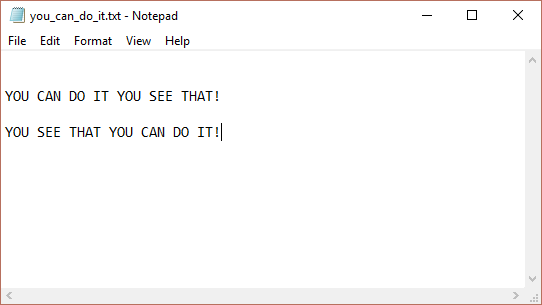 you_can_do_it.txt - Notepad
File Edit Format View Help
YOU CAN DO IT YOU SEE THAT!
YOU SEE THAT YOU CAN DO IT!